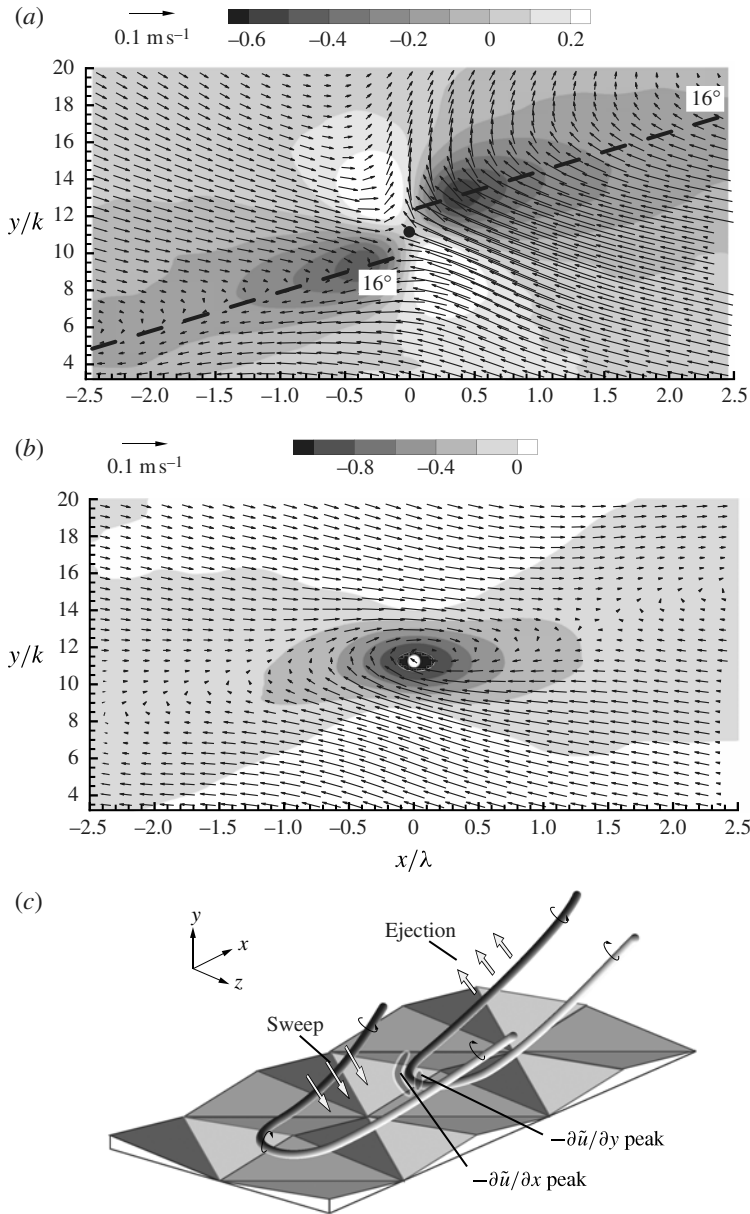 (a)
0.1 m s⁻¹
−0.6 −0.4 −0.2 0 0.2
20
18
16
14
12
10
8
6
4
y/k
16°
16°
−2.5 −2.0 −1.5 −1.0 −0.5 0 0.5 1.0 1.5 2.0 2.5
(b)
0.1 m s⁻¹
−0.8 −0.4 0
20
18
16
14
12
10
8
6
4
y/k
−2.5 −2.0 −1.5 −1.0 −0.5 0 0.5 1.0 1.5 2.0 2.5
x/λ
(c)
y
x
z
Ejection
Sweep
−∂ũ/∂y peak
−∂ũ/∂x peak